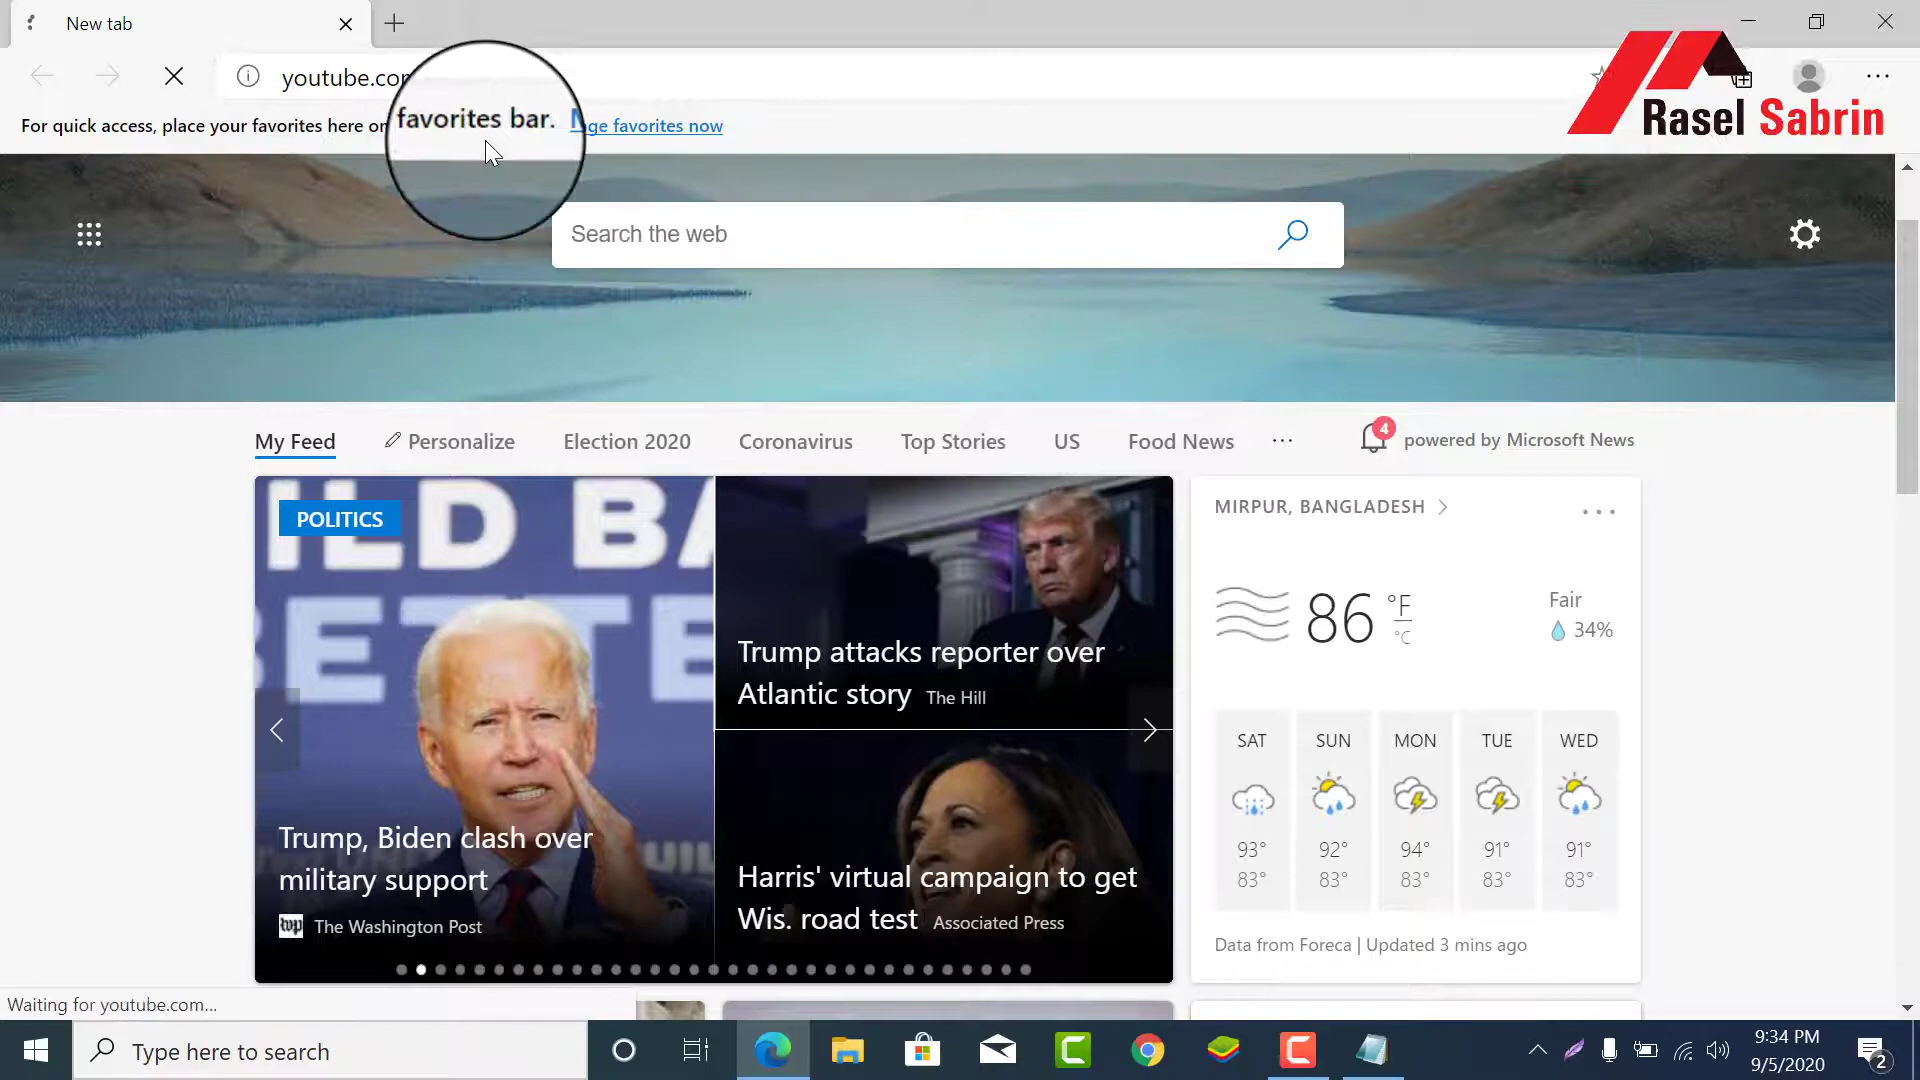 New tab
youtube.co
For quick access, place your favorites here on favorites bar. nge favorites now
Rasel Sabrin
Search the web
My Feed
Personalize
Election 2020
Coronavirus
Top Stories
US
Food News
4
powered by Microsoft News
ILD BA
BETTE
POLITICS
Trump, Biden clash over
military support
wp The Washington Post
Trump attacks reporter over
Atlantic story The Hill
Harris' virtual campaign to get
Wis. road test Associated Press
MIRPUR, BANGLADESH
86 °F
°C
Fair
34%
SAT SUN MON TUE WED
93° 92° 94° 91° 91°
83° 83° 83° 83° 83°
Data from Foreca | Updated 3 mins ago
Waiting for youtube.com...
Type here to search
9:34 PM
9/5/2020
2